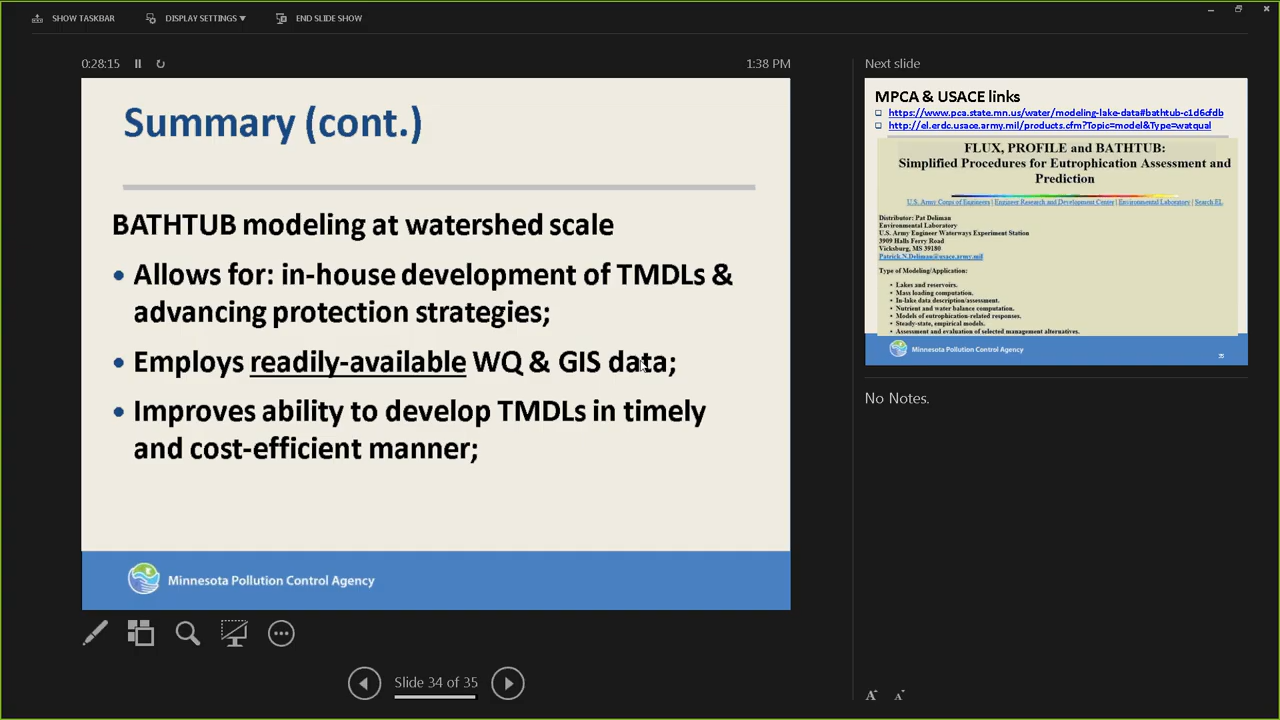 SHOW TASKBAR
DISPLAY SETTINGS
END SLIDE SHOW
0:28:15
1:38 PM
Summary (cont.)
BATHTUB modeling at watershed scale
• Allows for: in-house development of TMDLs &
advancing protection strategies;
• Employs readily-available WQ & GIS data;
• Improves ability to develop TMDLs in timely
and cost-efficient manner;
Minnesota Pollution Control Agency
Slide 34 of 35
Next slide
MPCA & USACE links
https://www.pca.state.mn.us/water/modeling-lake-data#bathtub-c1d6cfdb
http://el.erdc.usace.army.mil/products.cfm?Topic=model&Type=watqual
FLUX, PROFILE and BATHTUB:
Simplified Procedures for Eutrophication Assessment and
Prediction
U.S. Army Corps of Engineers | Engineer Research and Development Center | Environmental Laboratory | Search EL
Distributor: Pat Deliman
Environmental Laboratory
U.S. Army Engineer Waterways Experiment Station
3909 Halls Ferry Road
Vicksburg, MS 39180
Patrick.N.Deliman@usace.army.mil
Type of Modeling/Application:
• Lakes and reservoirs.
• Mass loading computation.
• In-lake data description/assessment.
• Nutrient and water balance computation.
• Models of eutrophication-related responses.
• Steady-state, empirical models.
• Assessment and evaluation of selected management alternatives.
Minnesota Pollution Control Agency
35
No Notes.
A
A